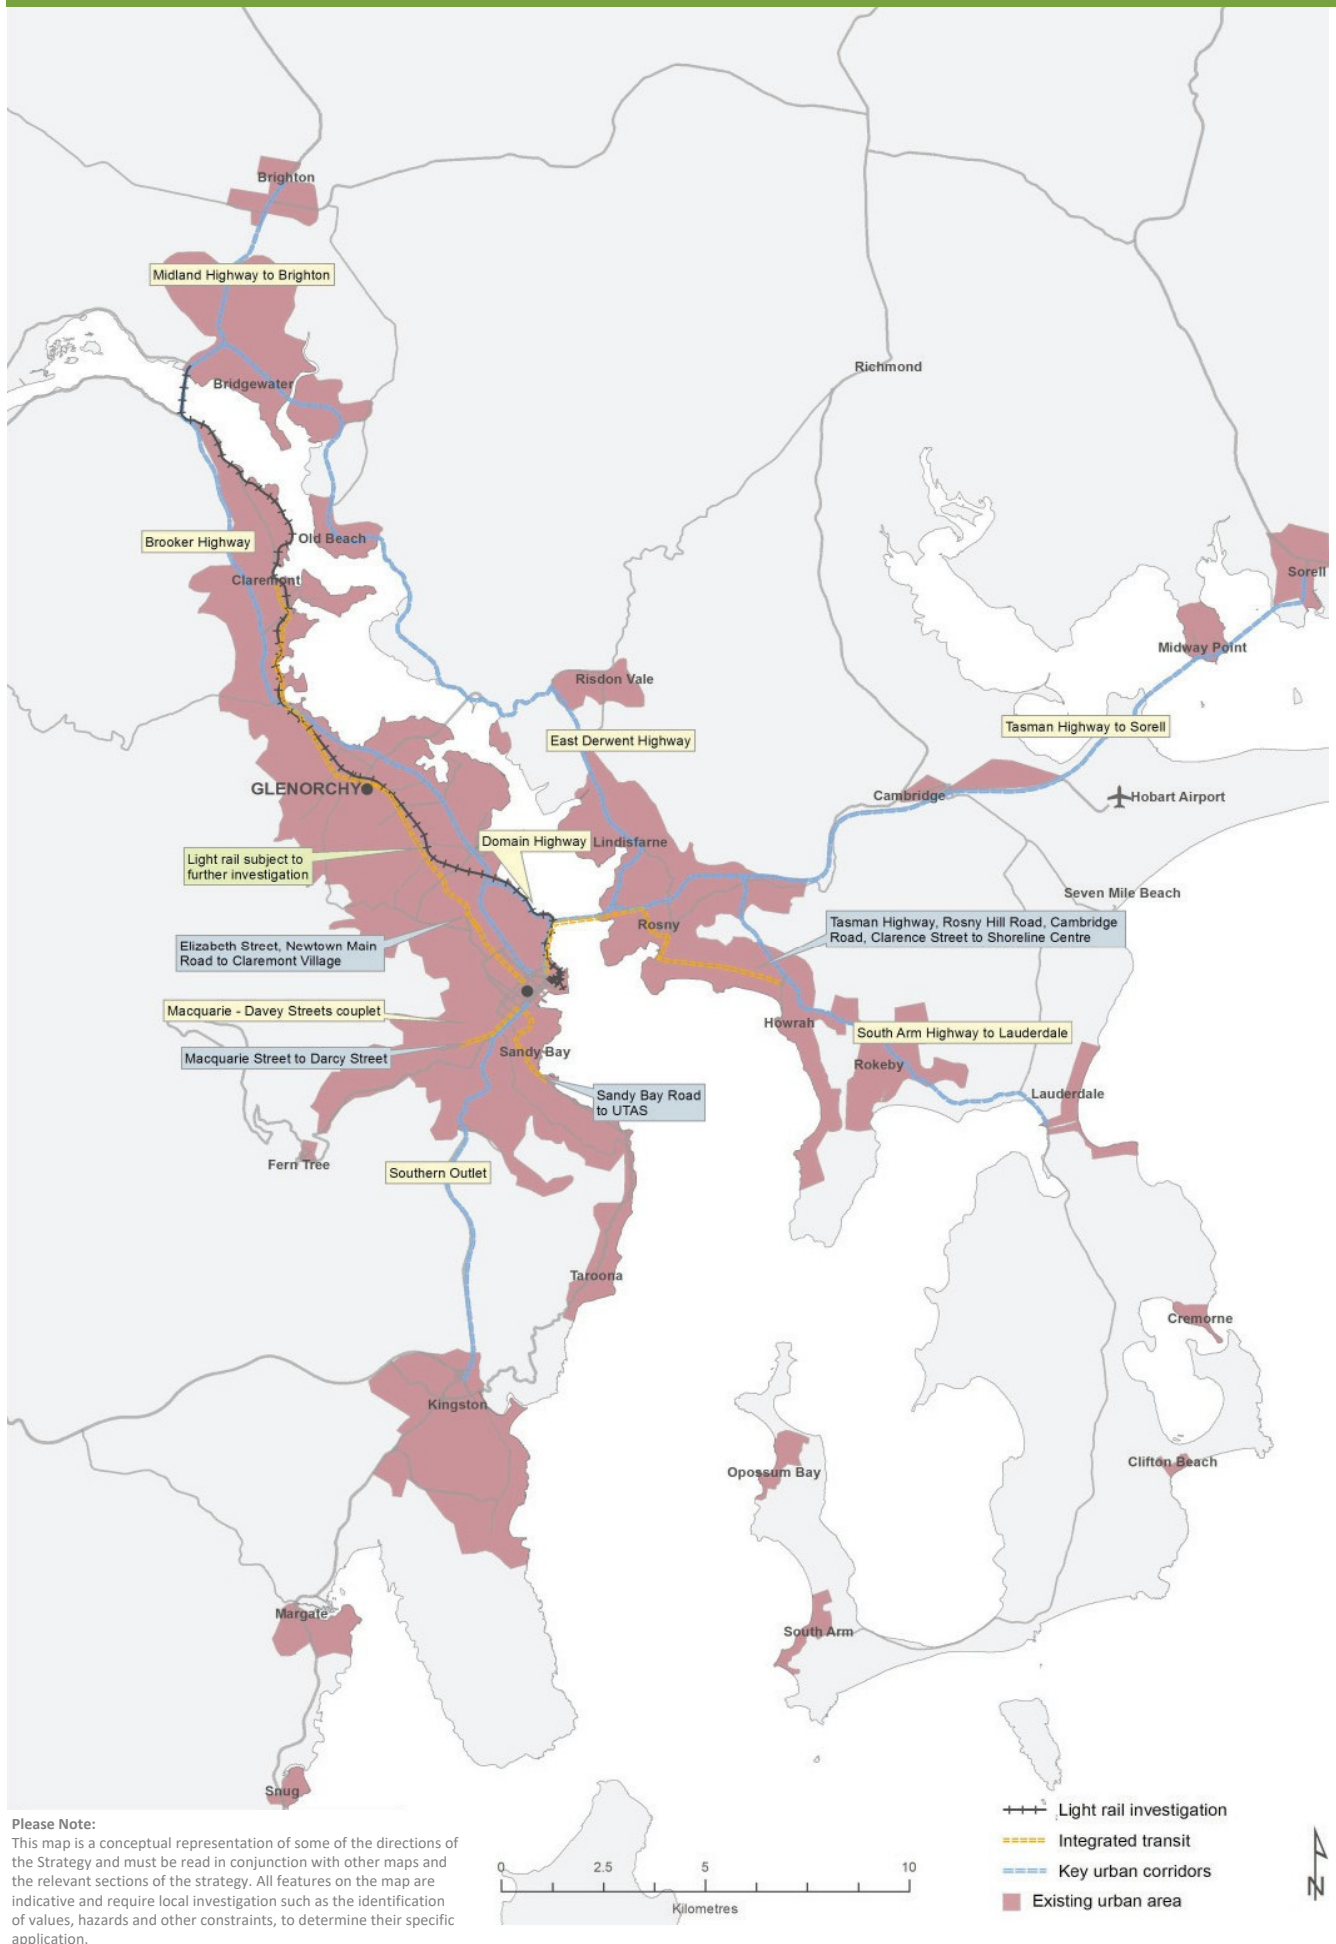 Brighton
Midland Highway to Brighton
Richmond
Bridgewater
Brooker Highway
Old Beach
Claremont
Sorell
Midway Point
Risdon Vale
Tasman Highway to Sorell
East Derwent Highway
GLENORCHY
Cambridge
Hobart Airport
Domain Highway
Lindisfarne
Light rail subject to
further investigation
Seven Mile Beach
Rosny
Tasman Highway, Rosny Hill Road, Cambridge
Road, Clarence Street to Shoreline Centre
Elizabeth Street, Newtown Main
Road to Claremont Village
Macquarie - Davey Streets couplet
Howrah
South Arm Highway to Lauderdale
Macquarie Street to Darcy Street
Sandy Bay
Rokeby
Lauderdale
Sandy Bay Road
to UTAS
Fern Tree
Southern Outlet
Taroona
Cremorne
Kingston
Clifton Beach
Opossum Bay
Margate
South Arm
Snug
Please Note:
This map is a conceptual representation of some of the directions of
the Strategy and must be read in conjunction with other maps and
the relevant sections of the strategy. All features on the map are
indicative and require local investigation such as the identification
of values, hazards and other constraints, to determine their specific
application.
0 2.5 5 10
Kilometres
Light rail investigation
Integrated transit
Key urban corridors
Existing urban area
N